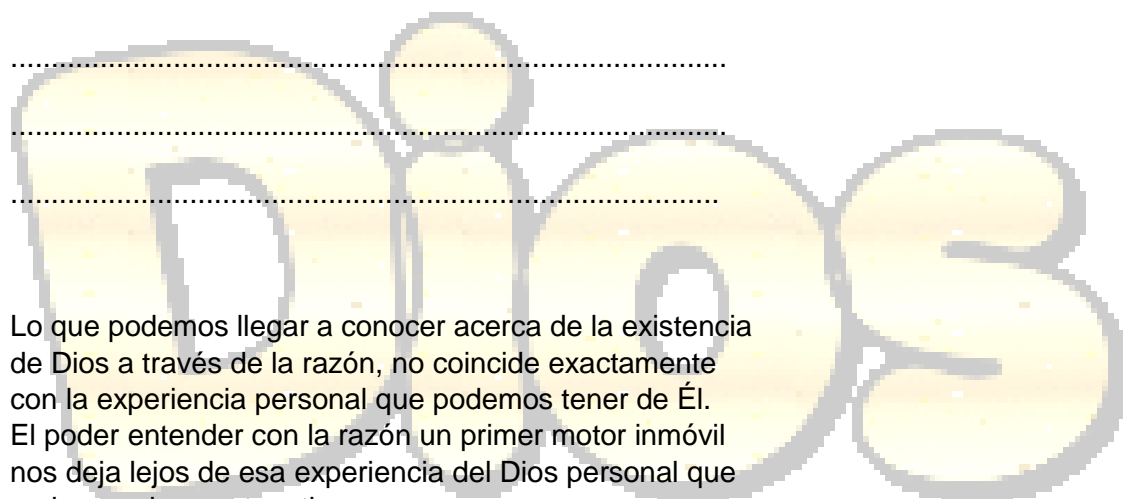 Dios
......................................................................................
......................................................................................
.....................................................................................
Lo que podemos llegar a conocer acerca de la existencia
de Dios a través de la razón, no coincide exactamente
con la experiencia personal que podemos tener de Él.
El poder entender con la razón un primer motor inmóvil
nos deja lejos de esa experiencia del Dios personal que